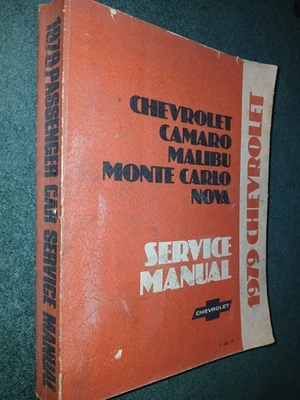 1979 PASSENGER CAR SERVICE MANUAL
CHEVROLET
CAMARO
MALIBU
MONTE CARLO
NOVA
SERVICE
MANUAL
CHEVROLET
1979 CHEVROLET